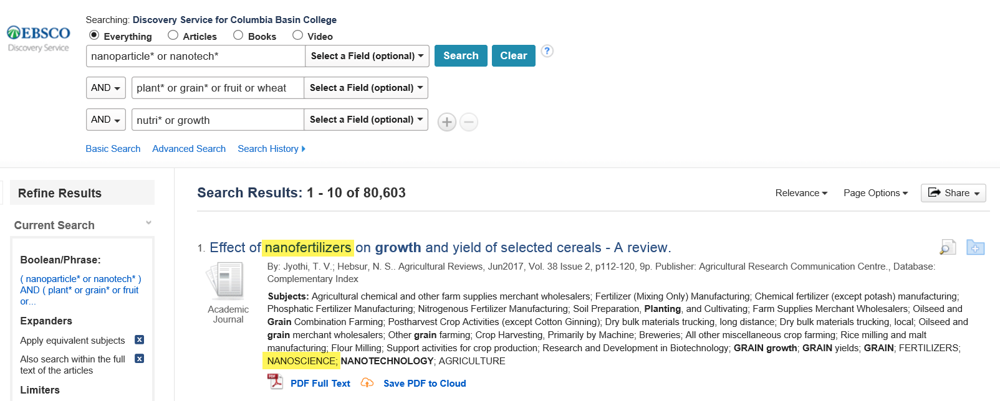 Searching: Discovery Service for Columbia Basin College
EBSCO
Discovery Service
Everything Articles Books Video
nanoparticle* or nanotech* Select a Field (optional) Search Clear ?
AND plant* or grain* or fruit or wheat Select a Field (optional)
AND nutri* or growth Select a Field (optional)
Basic Search Advanced Search Search History
Refine Results
Current Search
Boolean/Phrase:
( nanoparticle* or nanotech* )
AND ( plant* or grain* or fruit
or...
Expanders
Apply equivalent subjects x
Also search within the full x
text of the articles
Limiters
Search Results: 1 - 10 of 80,603
Relevance Page Options Share
1. Effect of nanofertilizers on growth and yield of selected cereals - A review.
By: Jyothi, T. V.; Hebsur, N. S.. Agricultural Reviews, Jun2017, Vol. 38 Issue 2, p112-120, 9p. Publisher: Agricultural Research Communication Centre., Database:
Complementary Index
Academic
Journal
Subjects: Agricultural chemical and other farm supplies merchant wholesalers; Fertilizer (Mixing Only) Manufacturing; Chemical fertilizer (except potash) manufacturing;
Phosphatic Fertilizer Manufacturing; Nitrogenous Fertilizer Manufacturing; Soil Preparation, Planting, and Cultivating; Farm Supplies Merchant Wholesalers; Oilseed and
Grain Combination Farming; Postharvest Crop Activities (except Cotton Ginning); Dry bulk materials trucking, long distance; Dry bulk materials trucking, local; Oilseed and
grain merchant wholesalers; Other grain farming; Crop Harvesting, Primarily by Machine; Breweries; All other miscellaneous crop farming; Rice milling and malt
manufacturing; Flour Milling; Support activities for crop production; Research and Development in Biotechnology; GRAIN growth; GRAIN yields; GRAIN; FERTILIZERS;
NANOSCIENCE; NANOTECHNOLOGY; AGRICULTURE
PDF PDF Full Text Save PDF to Cloud